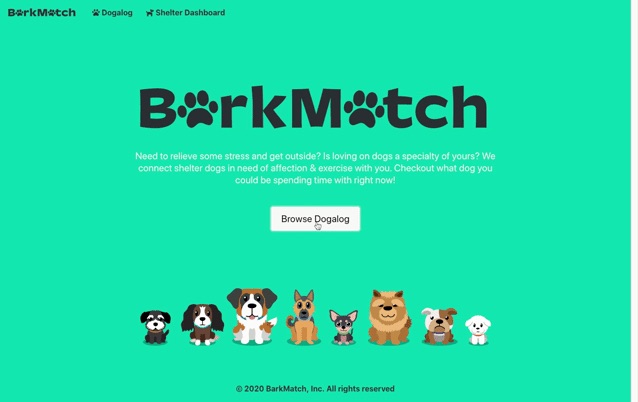 BarkMatch
Dogalog
Shelter Dashboard
BarkMatch
Need to relieve some stress and get outside? Is loving on dogs a specialty of yours? We
connect shelter dogs in need of affection & exercise with you. Checkout what dog you
could be spending time with right now!
Browse Dogalog
© 2020 BarkMatch, Inc. All rights reserved